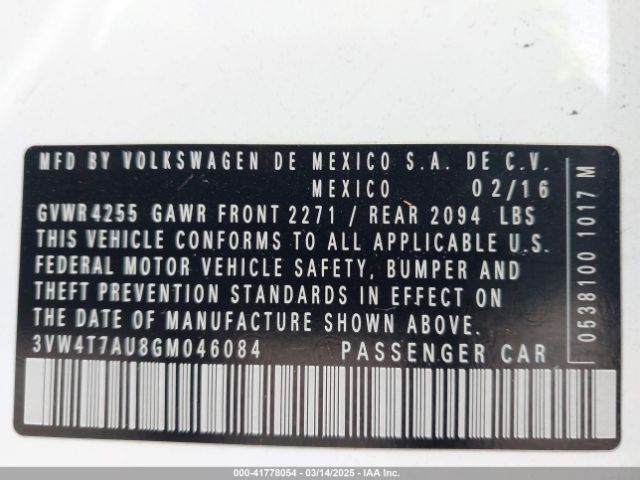 MFD BY VOLKSWAGEN DE MEXICO S.A. DE C.V.
MEXICO 02/16
GVWR 4255 GAWR FRONT 2271 / REAR 2094 LBS
THIS VEHICLE CONFORMS TO ALL APPLICABLE U.S.
FEDERAL MOTOR VEHICLE SAFETY, BUMPER AND
THEFT PREVENTION STANDARDS IN EFFECT ON
THE DATE OF MANUFACTURE SHOWN ABOVE.
3VW4T7AU8GM046084 PASSENGER CAR
0538100 1017 M
000-41778054 - 03/14/2025 - IAA Inc.